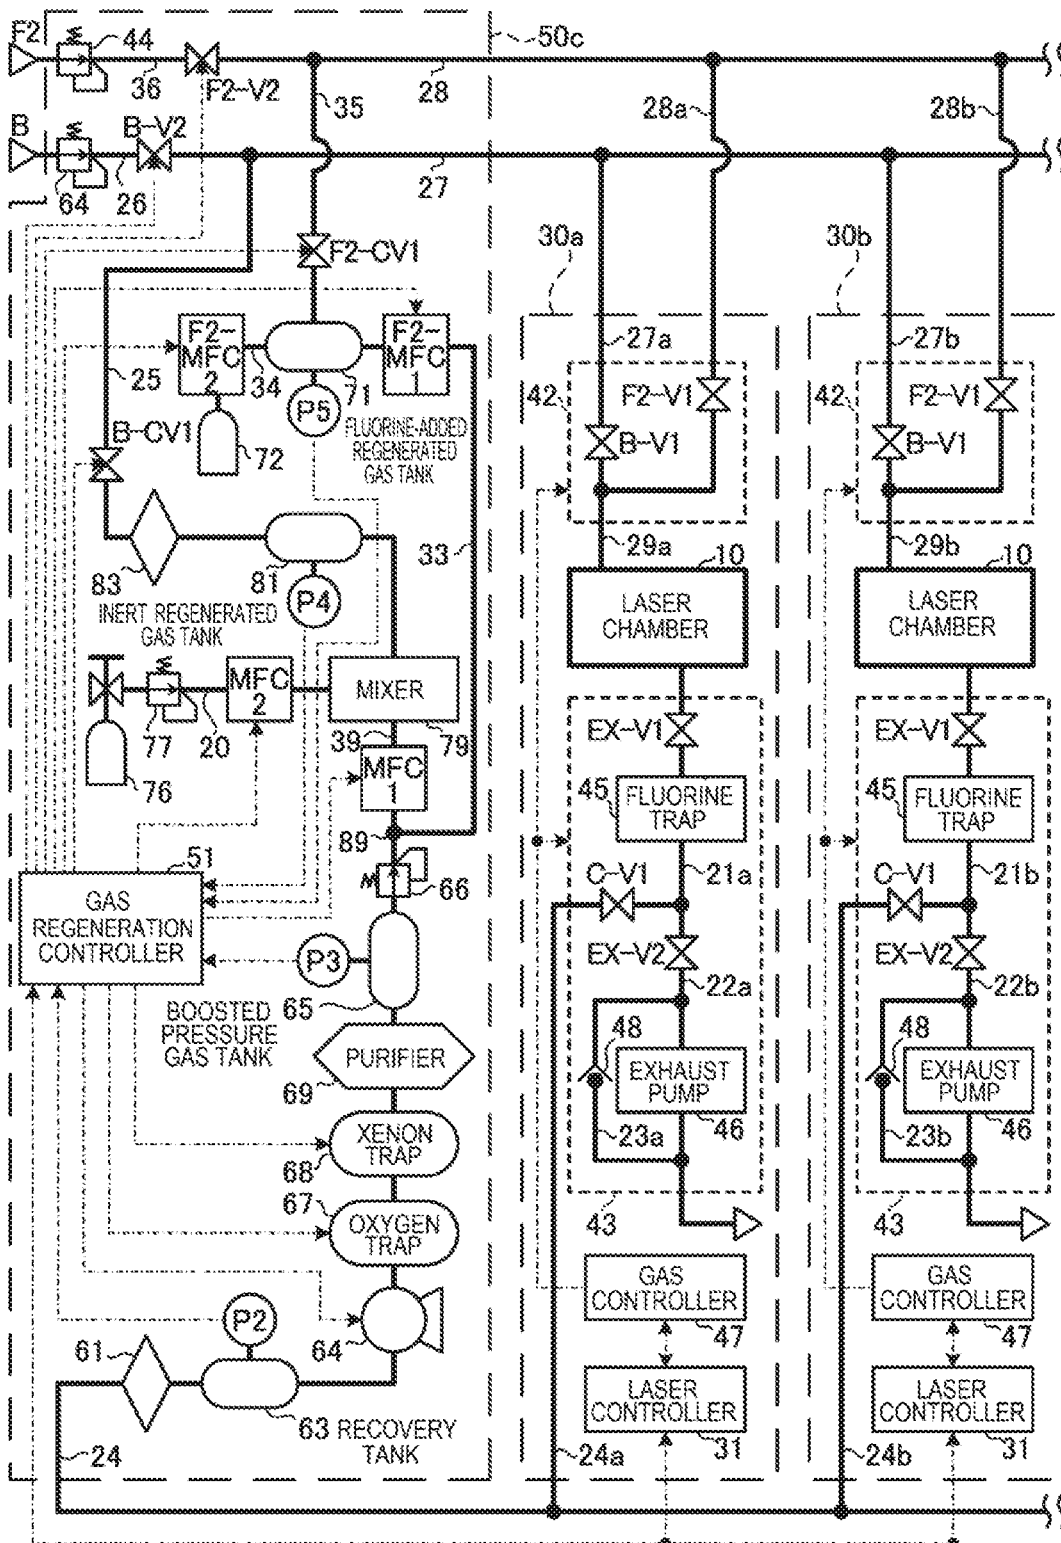 F2
44
50c
36
F2-V2
28
35
28a
28b
B
B-V2
64
26
27
30a
30b
F2-CV1
F2-
MFC
2
34
F2-
MFC
1
27a
27b
25
71
P5
42
F2-V1
42
F2-V1
B-CV1
72
FLUORINE-ADDED
REGENERATED
GAS TANK
B-V1
B-V1
33
29a
29b
83
81
P4
10
10
INERT REGENERATED
GAS TANK
LASER
CHAMBER
LASER
CHAMBER
MFC
2
MIXER
77
20
39
79
EX-V1
EX-V1
76
MFC
1
45
FLUORINE
TRAP
45
FLUORINE
TRAP
89
51
66
C-V1
21a
C-V1
21b
GAS
REGENERATION
CONTROLLER
P3
EX-V2
EX-V2
65
22a
22b
BOOSTED
PRESSURE
GAS TANK
48
48
PURIFIER
EXHAUST
PUMP
EXHAUST
PUMP
69
XENON
TRAP
23a
46
23b
46
68
67
OXYGEN
TRAP
43
43
P2
64
GAS
CONTROLLER
GAS
CONTROLLER
61
47
47
LASER
CONTROLLER
LASER
CONTROLLER
63
RECOVERY
TANK
24
24a
31
24b
31